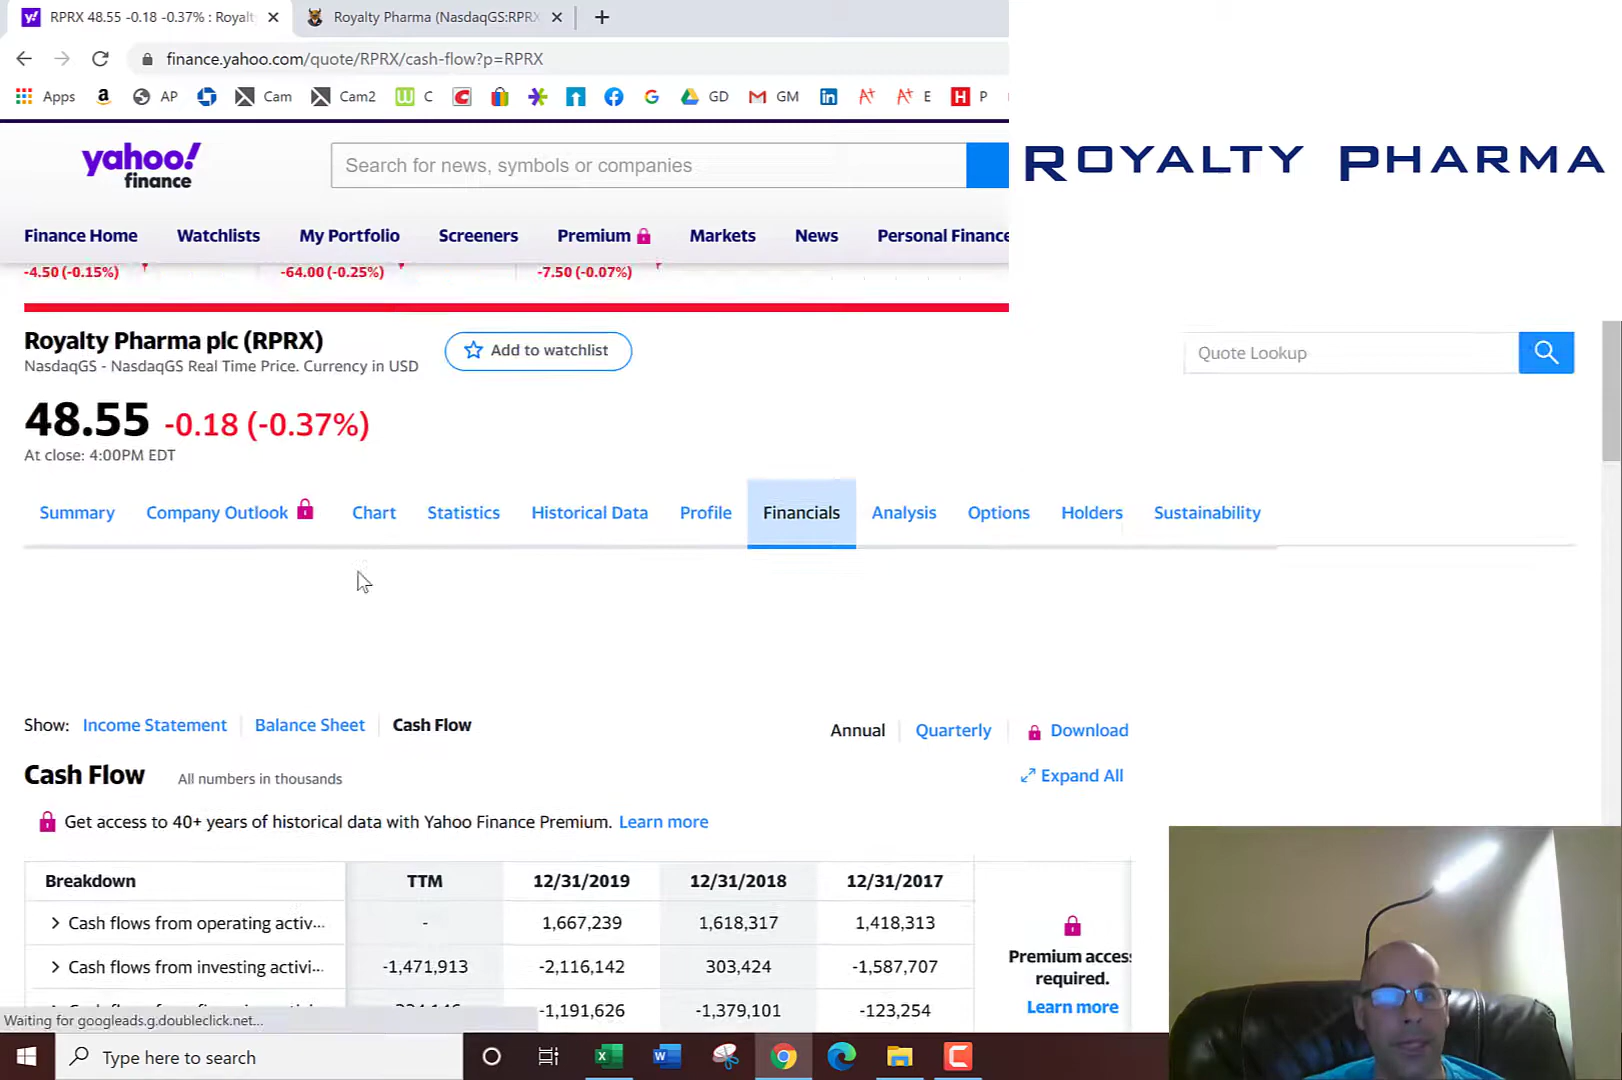 RPRX 48.55 -0.18 -0.37% : Royalt
Royalty Pharma (NasdaqGS:RPRX
finance.yahoo.com/quote/RPRX/cash-flow?p=RPRX
Apps AP Cam Cam2 C GD GM E P
yahoo!
finance
Search for news, symbols or companies
ROYALTY PHARMA
Finance Home Watchlists My Portfolio Screeners Premium Markets News Personal Finance
-4.50 (-0.15%) -64.00 (-0.25%) -7.50 (-0.07%)
Royalty Pharma plc (RPRX)
Add to watchlist
NasdaqGS - NasdaqGS Real Time Price. Currency in USD
Quote Lookup
48.55 -0.18 (-0.37%)
At close: 4:00PM EDT
Summary Company Outlook Chart Statistics Historical Data Profile Financials Analysis Options Holders Sustainability
Show: Income Statement Balance Sheet Cash Flow
Annual Quarterly Download
Cash Flow All numbers in thousands
Expand All
Get access to 40+ years of historical data with Yahoo Finance Premium. Learn more
Breakdown TTM 12/31/2019 12/31/2018 12/31/2017
Cash flows from operating activ... - 1,667,239 1,618,317 1,418,313
Cash flows from investing activi... -1,471,913 -2,116,142 303,424 -1,587,707
-1,191,626 -1,379,101 -123,254
Premium access
required.
Learn more
Waiting for googleads.g.doubleclick.net...
Type here to search